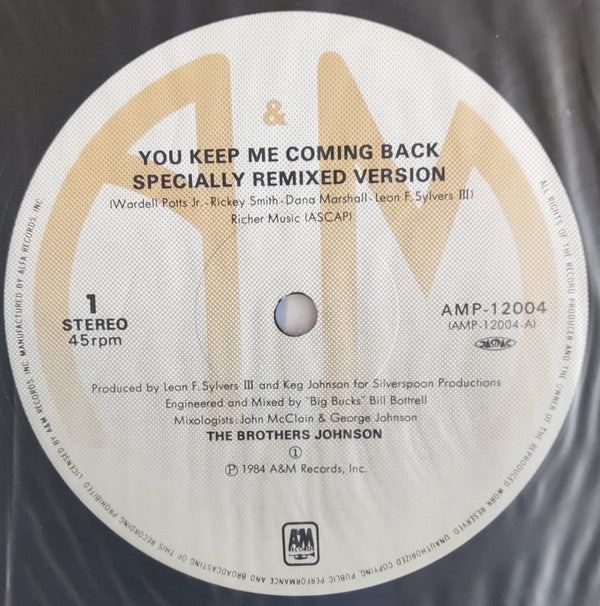 &
YOU KEEP ME COMING BACK
SPECIALLY REMIXED VERSION
(Wardell Potts Jr.-Rickey Smith-Dana Marshall-Leon F. Sylvers III)
Richer Music (ASCAP)
1
STEREO
45rpm
AMP-12004
(AMP-12004-A)
JASRAC
Produced by Leon F. Sylvers III and Keg Johnson for Silverspoon Productions
Engineered and Mixed by "Big Bucks" Bill Bottrell
Mixologists: John McClain & George Johnson
THE BROTHERS JOHNSON
①
℗ 1984 A&M Records, Inc.
A&M
RECORDS
ALL RIGHTS OF THE RECORD PRODUCER AND THE OWNER OF THE REPRODUCED WORK RESERVED. UNAUTHORIZED COPYING, PUBLIC PERFORMANCE AND BROADCASTING OF THIS RECORDING PROHIBITED. LICENSED BY A&M RECORDS, INC. MANUFACTURED BY ALFA RECORDS, INC